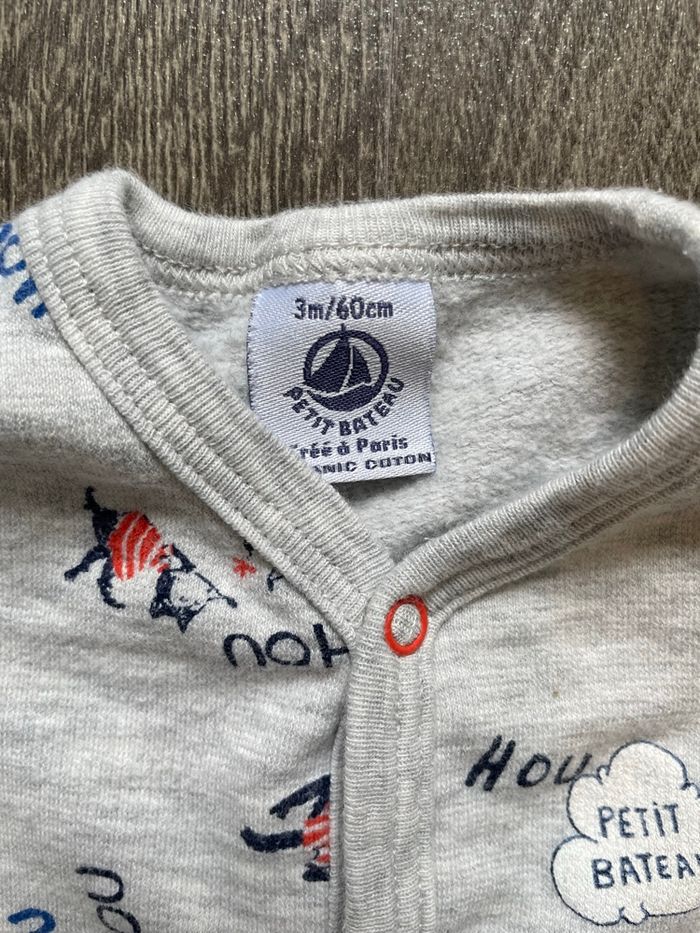 3m/60cm
PETIT BATEAU
réé à Paris
ANIC COTON
HOU
HOU
PETIT
BATEAU